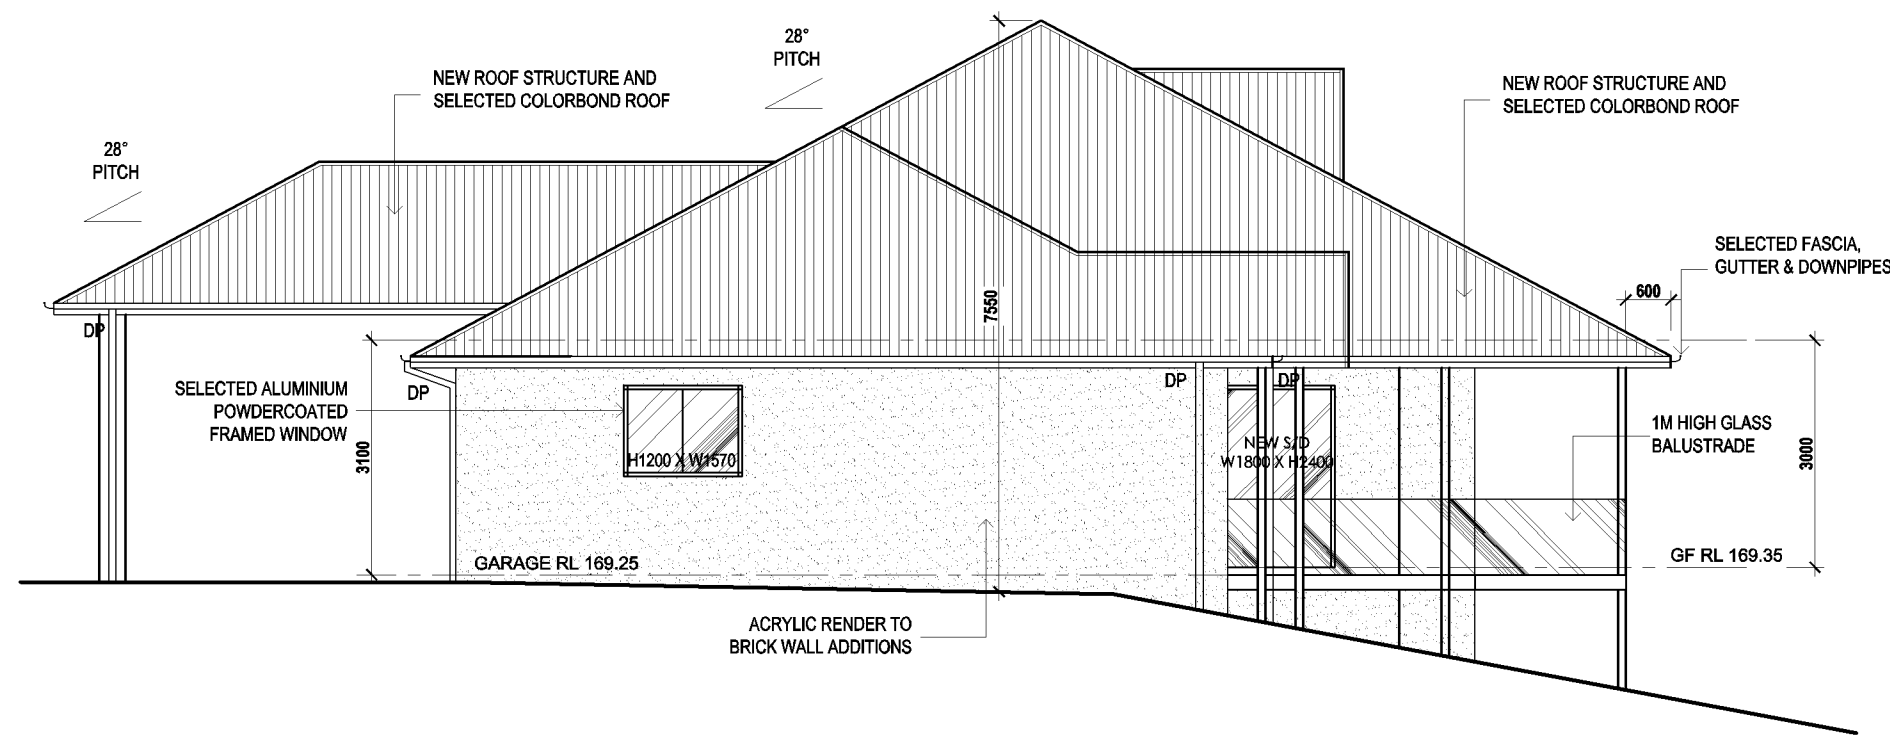 28°
PITCH
NEW ROOF STRUCTURE AND
SELECTED COLORBOND ROOF
28°
PITCH
NEW ROOF STRUCTURE AND
SELECTED COLORBOND ROOF
SELECTED FASCIA,
GUTTER & DOWNPIPES
600
7550
DP
SELECTED ALUMINIUM
POWDERCOATED
FRAMED WINDOW
DP
DP
DP
H1200 X W1570
NEW S/D
W1800 X H2400
1M HIGH GLASS
BALUSTRADE
3100
3000
GARAGE RL 169.25
GF RL 169.35
ACRYLIC RENDER TO
BRICK WALL ADDITIONS